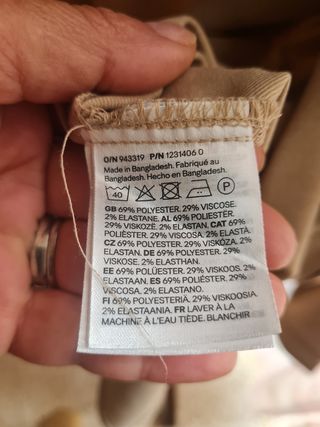 O/N 943319 P/N 1231406 0
Made in Bangladesh. Fabriqué au
Bangladesh. Hecho en Bangladesh.
40 P
GB 69% POLYESTER. 29% VISCOSE.
2% ELASTANE. AL 69% POLIESTER.
29% VISKOZË. 2% ELASTAN. CAT 69%
POLIÈSTER. 29% VISCOSA. 2% ELASTÀ.
CZ 69% POLYESTER. 29% VISKÓZA. 2%
ELASTAN. DE 69% POLYESTER. 29%
VISKOSE. 2% ELASTHAN.
EE 69% POLÜESTER. 29% VISKOOS. 2%
ELASTAAN. ES 69% POLIÉSTER. 29%
VISCOSA. 2% ELASTANO.
FI 69% POLYESTERIÄ. 29% VISKOOSIA.
2% ELASTAANIA. FR LAVER À LA
MACHINE À L'EAU TIÈDE. BLANCHIR